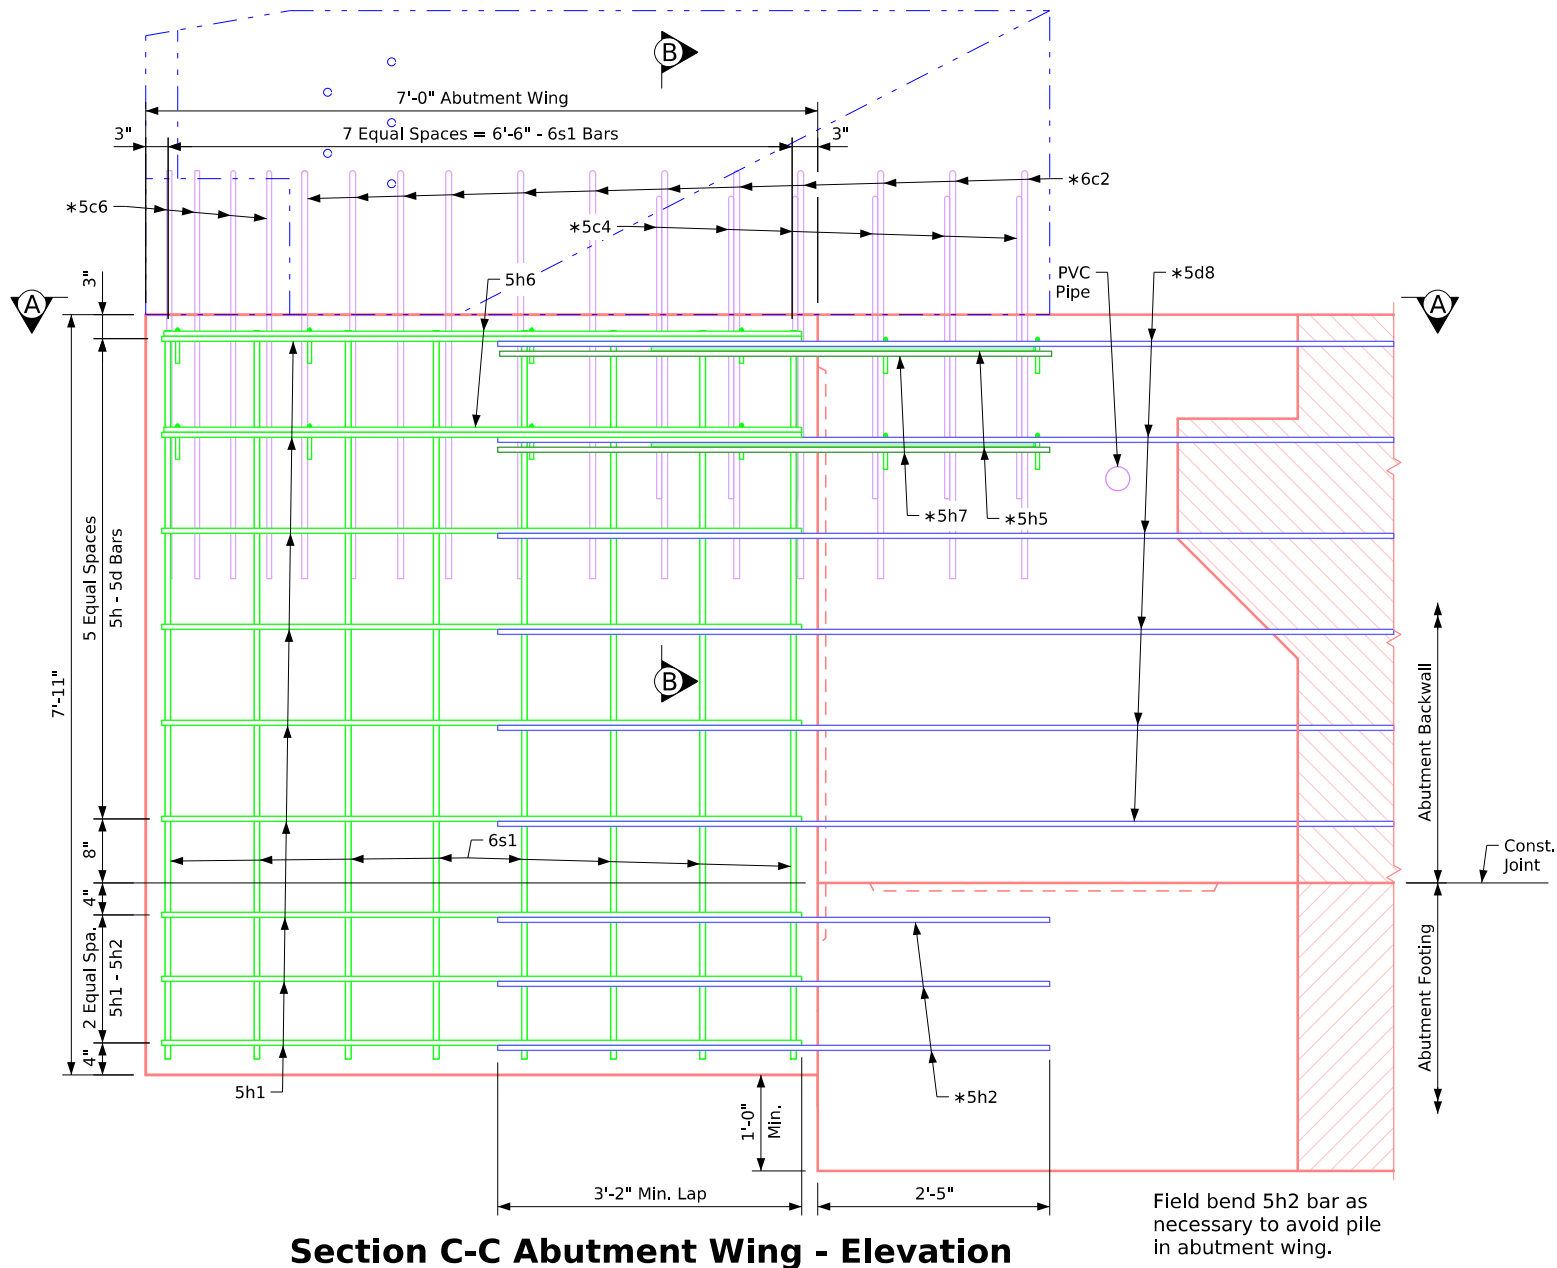 B
7'-0" Abutment Wing
3"
7 Equal Spaces = 6'-6" - 6s1 Bars
3"
∗6c2
∗5c6
∗5c4
3"
5h6
PVC
Pipe
∗5d8
A
A
∗5h7
∗5h5
5 Equal Spaces
5h - 5d Bars
7'-11"
B
Abutment Backwall
8"
6s1
Const.
Joint
4"
2 Equal Spa.
5h1 - 5h2
4"
Abutment Footing
5h1
∗5h2
1'-0"
Min.
3'-2" Min. Lap
2'-5"
Field bend 5h2 bar as
necessary to avoid pile
in abutment wing.
Section C-C Abutment Wing - Elevation